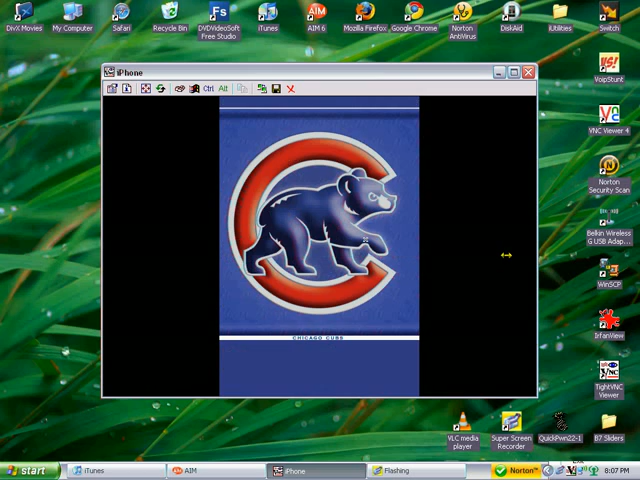 DivX Movies
My Computer
Safari
Recycle Bin
DVDVideoSoft
Free Studio
iTunes
AIM 6
Mozilla Firefox
Google Chrome
Norton
AntiVirus
DiskAid
iUtilities
Switch
iPhone
Ctrl Alt
VoipStunt
VNC Viewer 4
Norton
Security Scan
Belkin Wireless
G USB Adap...
WinSCP
IrfanView
TightVNC
Viewer
CHICAGO CUBS
VLC media
player
Super Screen
Recorder
QuickPwn22-1
B7 Sliders
start
iTunes
AIM
iPhone
Flashing
Norton™
8:07 PM